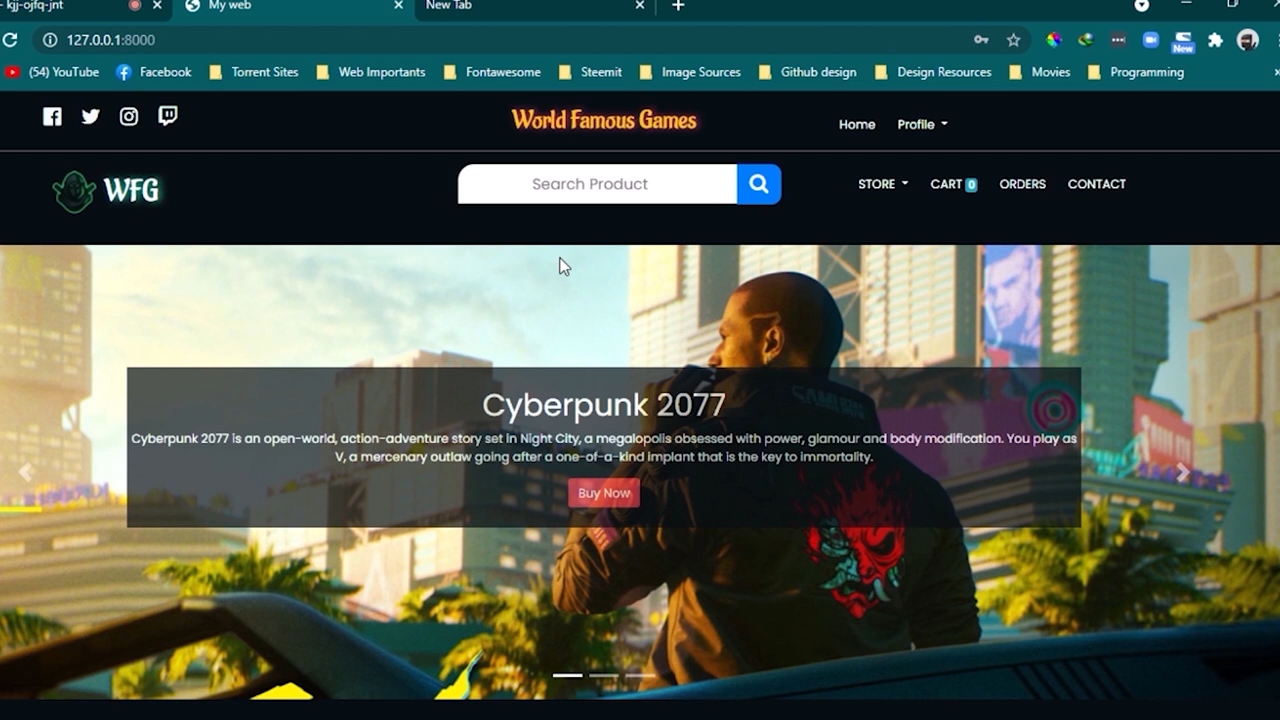 - kjj-ojfq-jnt
My web
New Tab
127.0.0.1:8000
New
(54) YouTube
Facebook
Torrent Sites
Web Importants
Fontawesome
Steemit
Image Sources
Github design
Design Resources
Movies
Programming
World Famous Games
Home
Profile
WFG
Search Product
STORE
CART 0
ORDERS
CONTACT
SAMURAI
Cyberpunk 2077
Cyberpunk 2077 is an open-world, action-adventure story set in Night City, a megalopolis obsessed with power, glamour and body modification. You play as
V, a mercenary outlaw going after a one-of-a-kind implant that is the key to immortality.
Buy Now